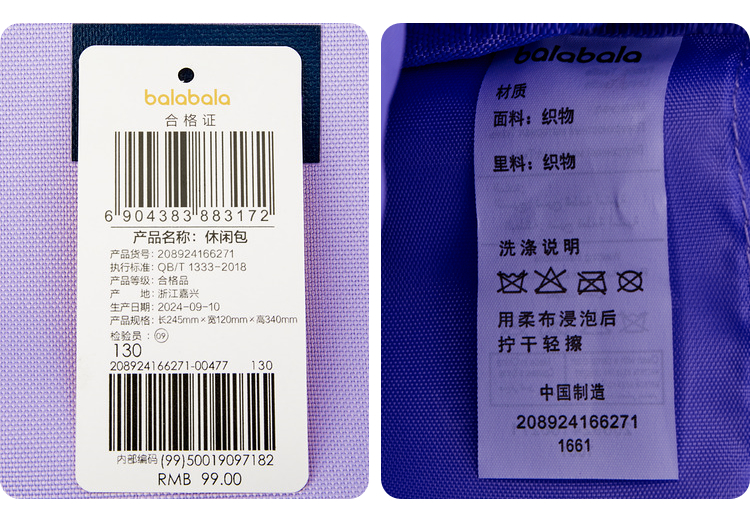 balabala
合格证
6 904383 883172
产品名称：休闲包
产品货号: 208924166271
执行标准: QB/T 1333-2018
产品等级: 合格品
产　地: 浙江嘉兴
生产日期: 2024-09-10
产品规格: 长245mm×宽120mm×高340mm
检验员：09
130
208924166271-00477 130
内部编码 (99)50019097182
RMB 99.00
balabala
材质
面料：织物
里料：织物
洗涤说明
用柔布浸泡后
拧干轻擦
中国制造
208924166271
1661